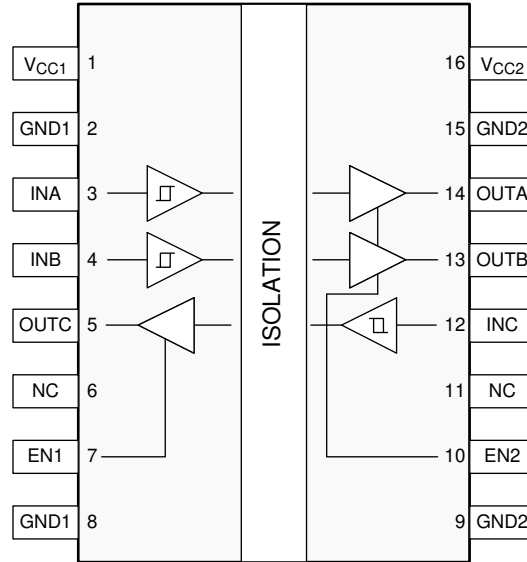 VCC1 1 16 VCC2
GND1 2 15 GND2
INA 3 14 OUTA
INB 4 13 OUTB
OUTC 5 12 INC
NC 6 11 NC
EN1 7 10 EN2
GND1 8 9 GND2
ISOLATION